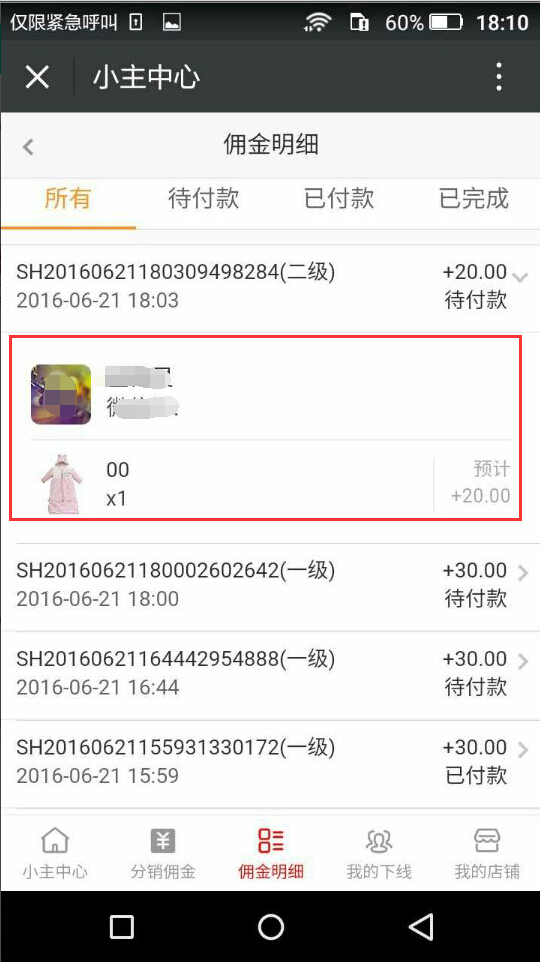 仅限紧急呼叫 60% 18:10
小主中心
佣金明细
所有 待付款 已付款 已完成
SH20160621180309498284(二级) +20.00
2016-06-21 18:03 待付款
00 预计
x1 +20.00
SH20160621180002602642(一级) +30.00
2016-06-21 18:00 待付款
SH20160621164442954888(一级) +30.00
2016-06-21 16:44 待付款
SH20160621155931330172(一级) +30.00
2016-06-21 15:59 已付款
小主中心 分销佣金 佣金明细 我的下线 我的店铺